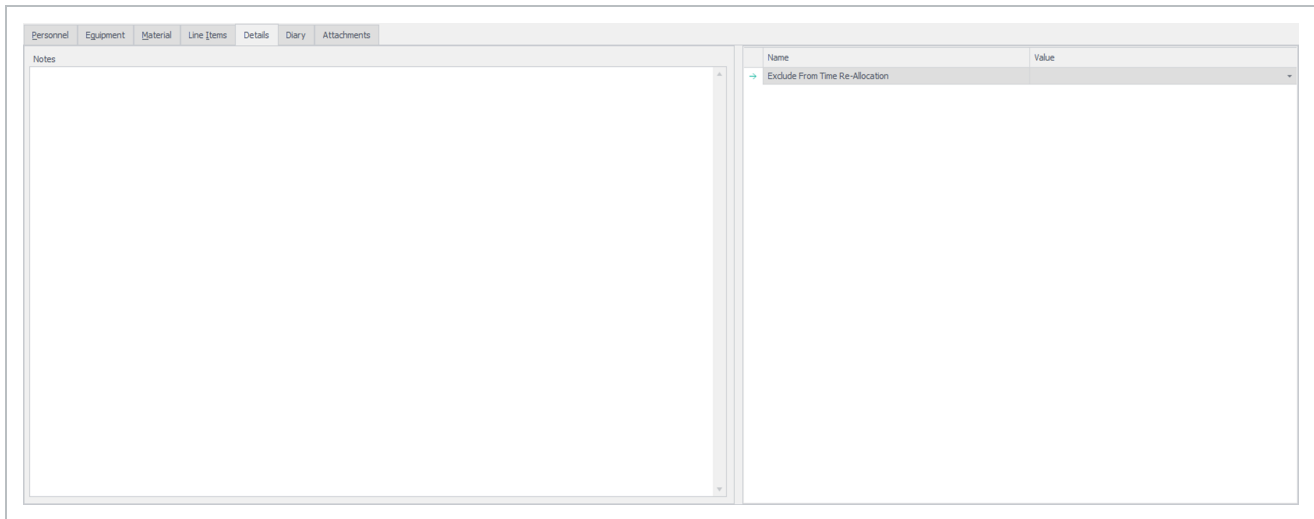 Personnel Equipment Material Line Items Details Diary Attachments
Notes
Name Value
Exclude From Time Re-Allocation